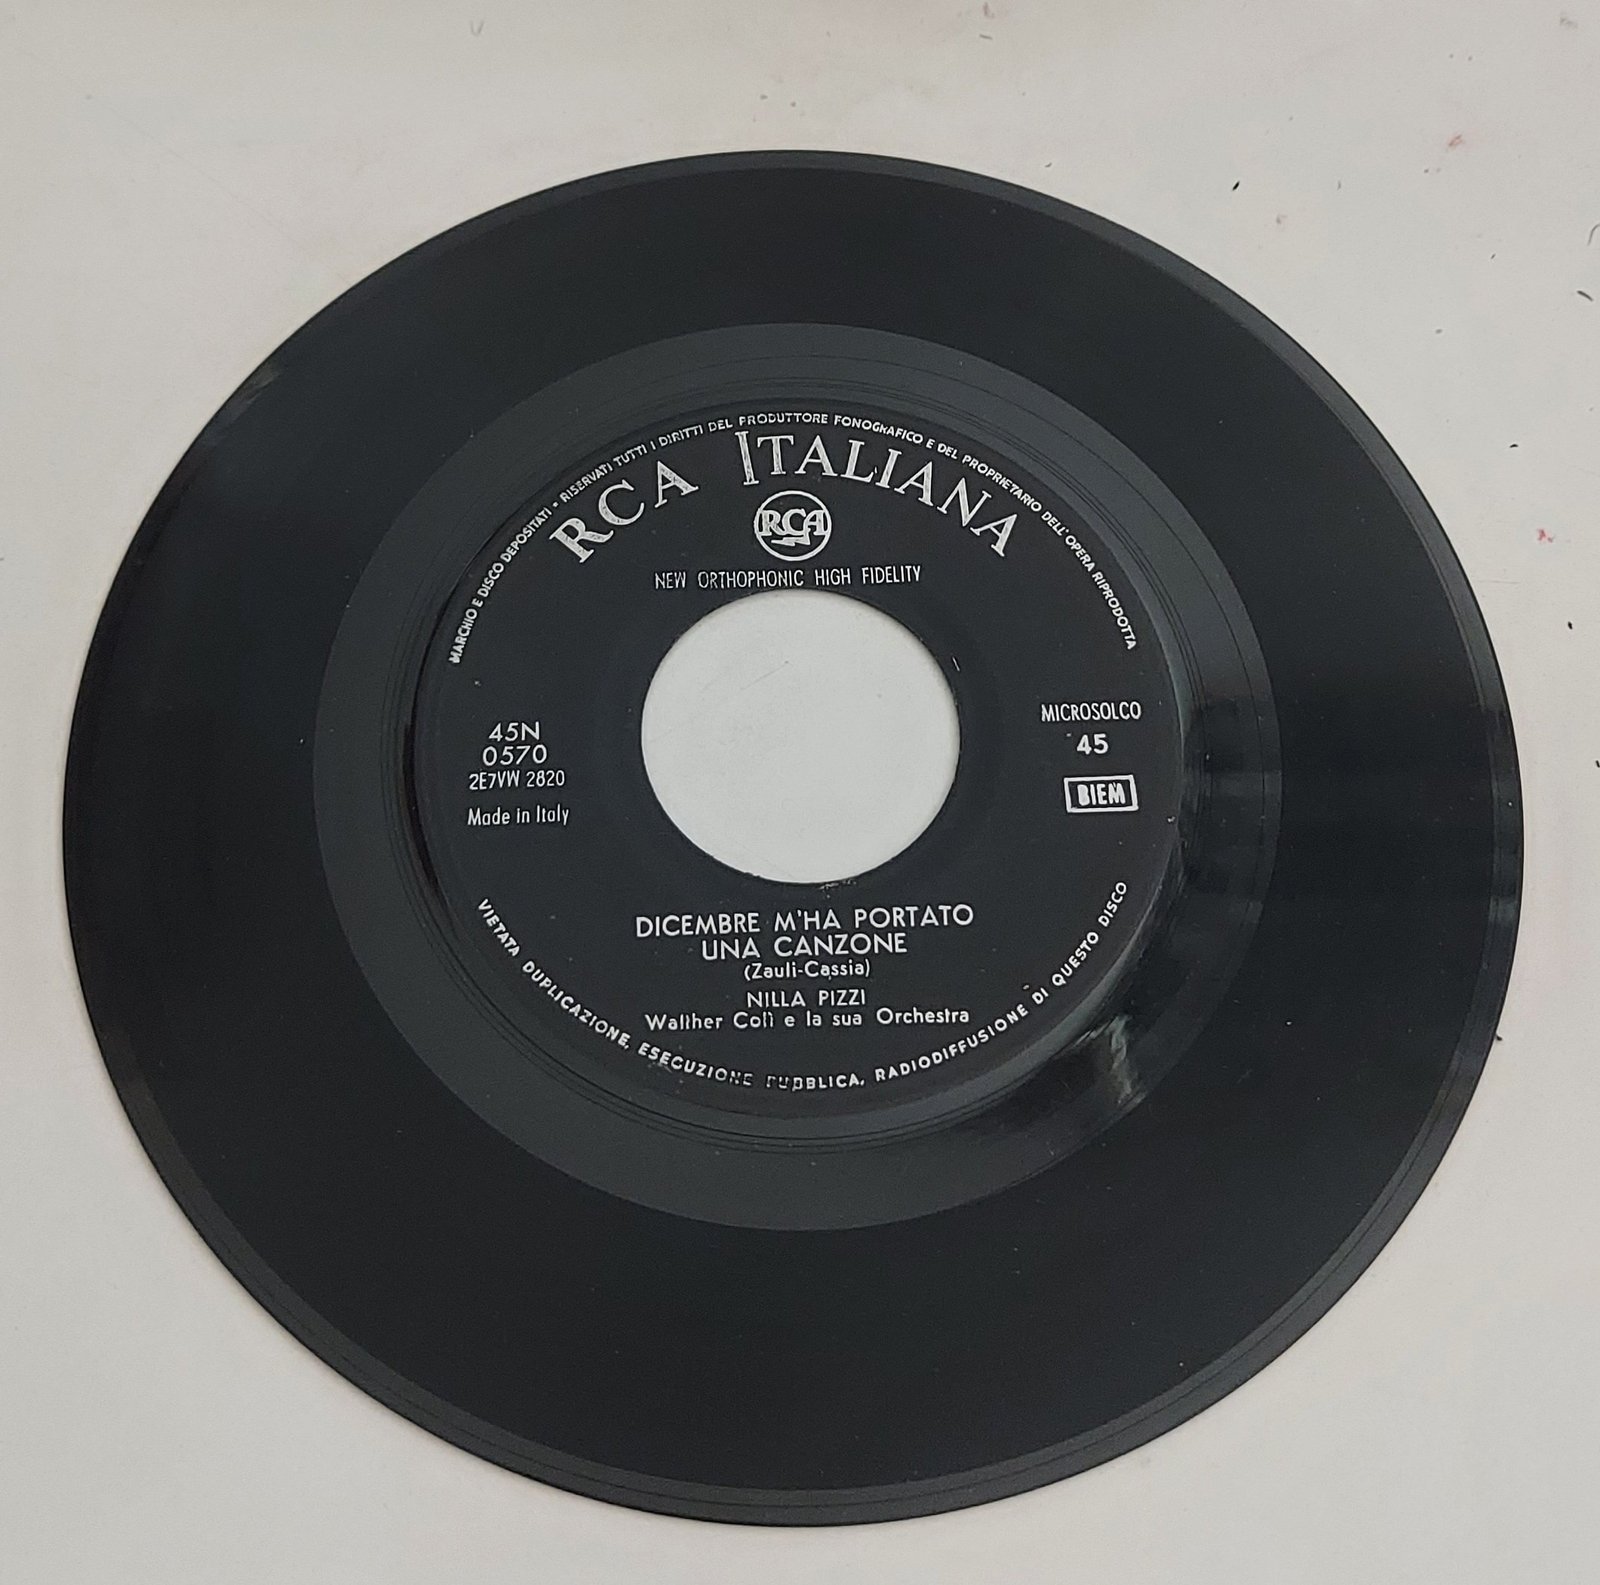 MARCHIO E DISCO DEPOSITATI • RISERVATI TUTTI I DIRITTI DEL PRODUTTORE FONOGRAFICO E DEL PROPRIETARIO DELL'OPERA RIPRODOTTA
RCA ITALIANA
RCA
NEW ORTHOPHONIC HIGH FIDELITY
45N
0570
2E7VW 2820
Made in Italy
MICROSOLCO
45
BIEM
DICEMBRE M'HA PORTATO
UNA CANZONE
(Zauli-Cassia)
NILLA PIZZI
Walther Coli e la sua Orchestra
VIETATA DUPLICAZIONE, ESECUZIONE PUBBLICA, RADIODIFFUSIONE DI QUESTO DISCO